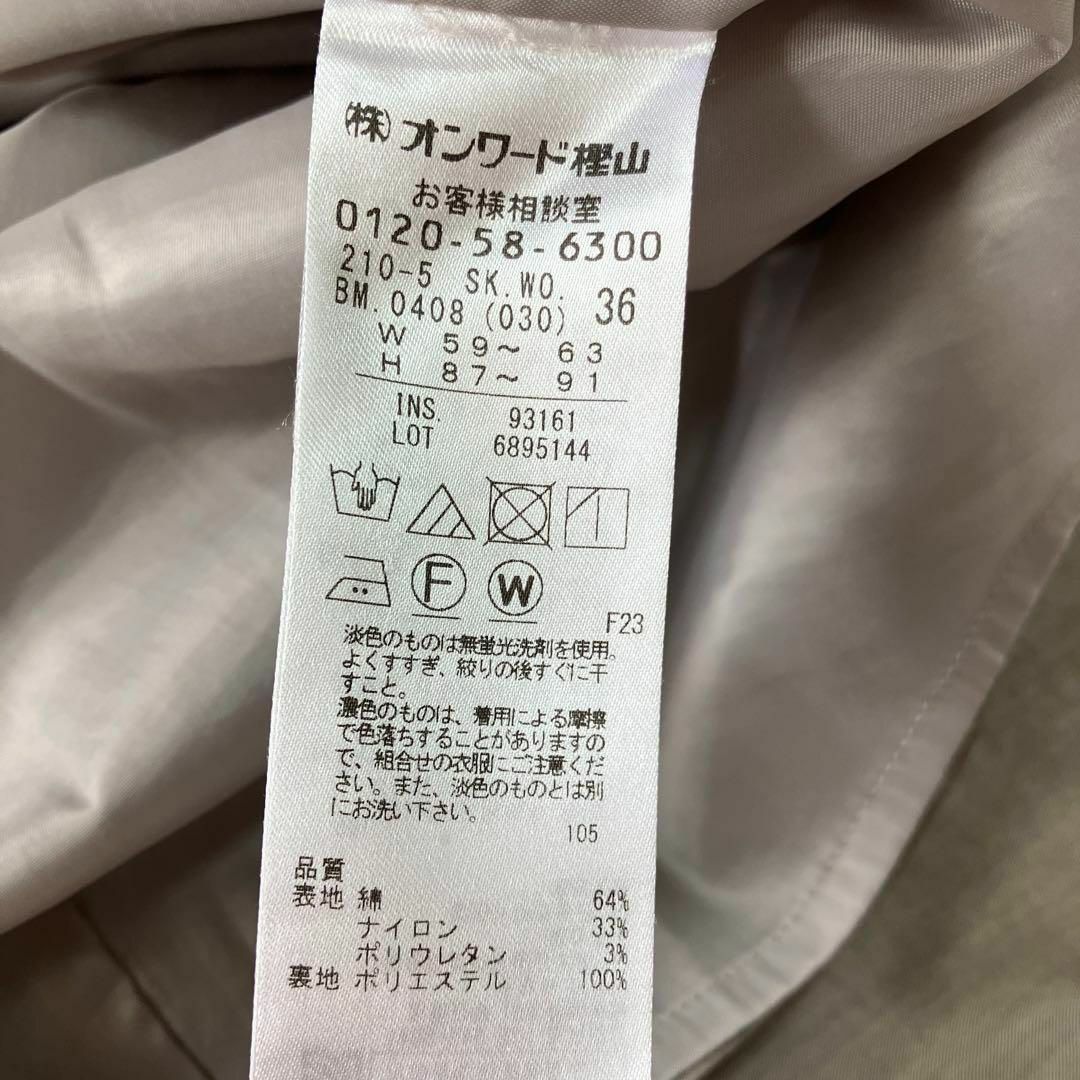 (株)オンワード樫山
お客様相談室
0120-58-6300
210-5 SK.WO. 36
BM.0408 (030)
W 59〜 63
H 87〜 91
INS. 93161
LOT 6895144
F W
F23
淡色のものは無蛍光洗剤を使用。
よくすすぎ、絞りの後すぐに干
すこと。
濃色のものは、着用による摩擦
で色落ちすることがありますの
で、組合せの衣服にご注意くだ
さい。また、淡色のものとは別
にお洗い下さい。
105
品質
表地 綿 64%
ナイロン 33%
ポリウレタン 3%
裏地 ポリエステル 100%